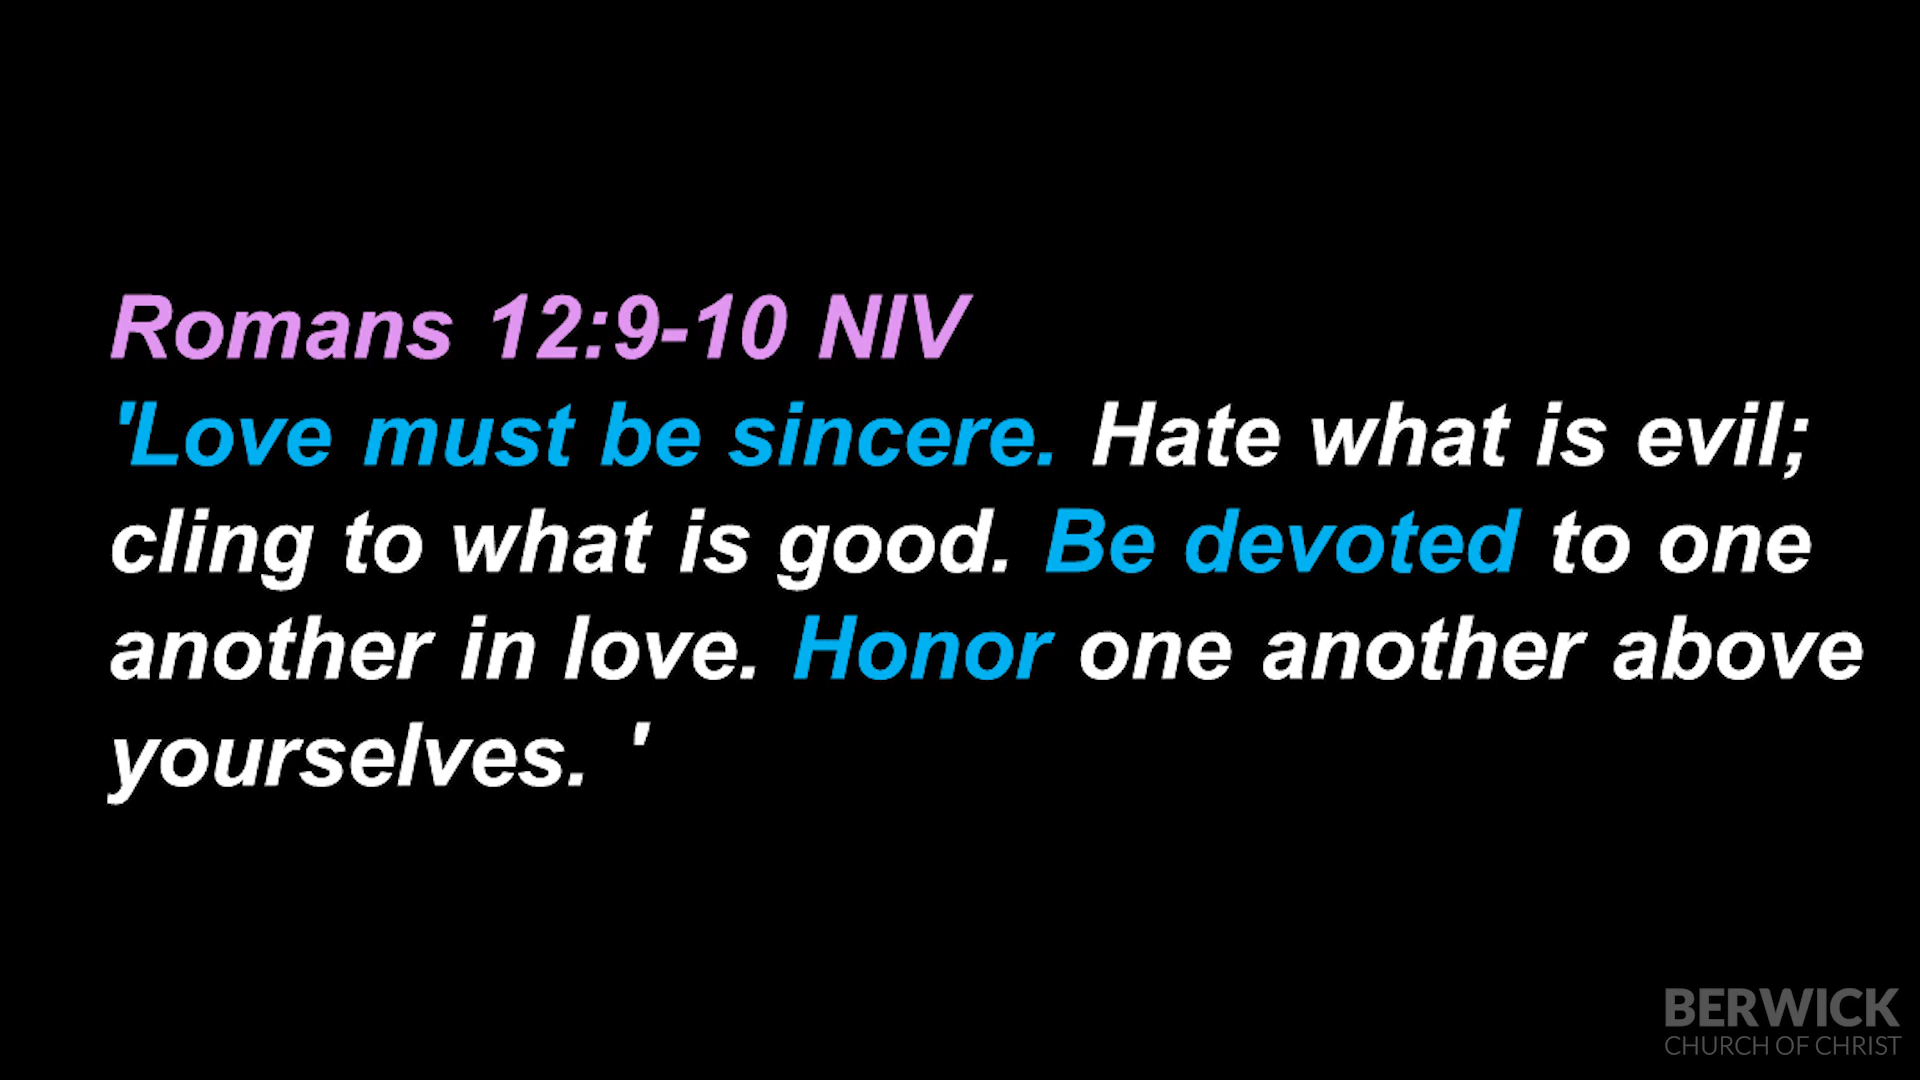 Romans 12:9-10 NIV
'Love must be sincere. Hate what is evil;
cling to what is good. Be devoted to one
another in love. Honor one another above
yourselves. '
BERWICK
CHURCH OF CHRIST